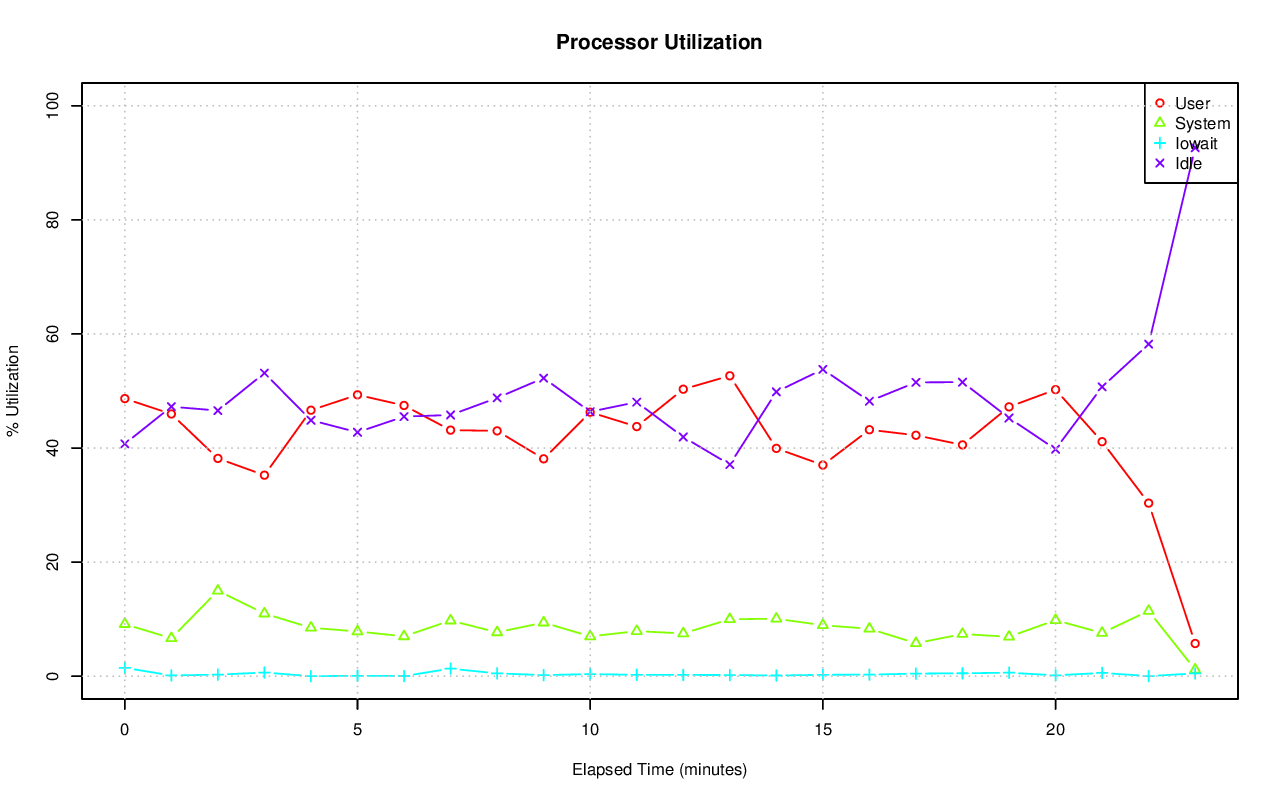 Processor Utilization
% Utilization
100
80
60
40
20
0
User
System
Iowait
Idle
0 5 10 15 20
Elapsed Time (minutes)